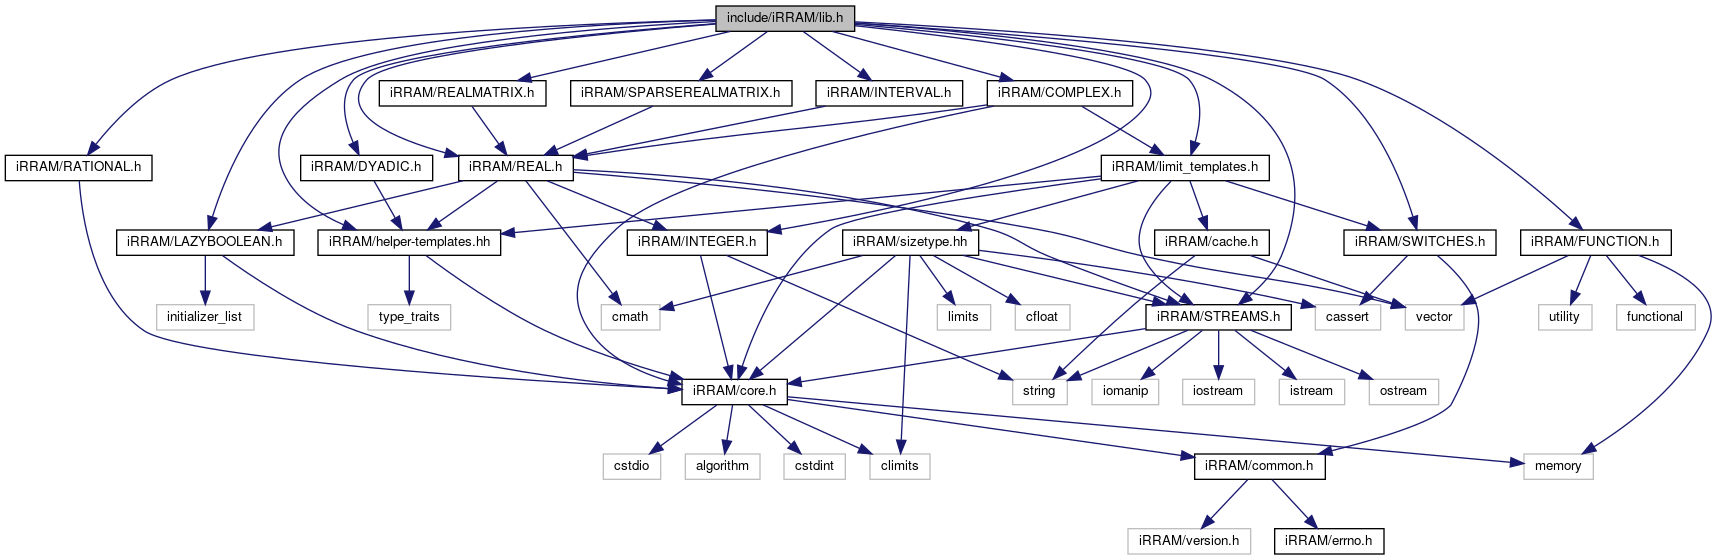 include/iRRAM/lib.h
iRRAM/REALMATRIX.h
iRRAM/SPARSEREALMATRIX.h
iRRAM/INTERVAL.h
iRRAM/COMPLEX.h
iRRAM/RATIONAL.h
iRRAM/DYADIC.h
iRRAM/REAL.h
iRRAM/limit_templates.h
iRRAM/LAZYBOOLEAN.h
iRRAM/helper-templates.hh
iRRAM/INTEGER.h
iRRAM/sizetype.hh
iRRAM/cache.h
iRRAM/SWITCHES.h
iRRAM/FUNCTION.h
initializer_list
type_traits
cmath
limits
cfloat
iRRAM/STREAMS.h
cassert
vector
utility
functional
iRRAM/core.h
string
iomanip
iostream
istream
ostream
cstdio
algorithm
cstdint
climits
iRRAM/common.h
memory
iRRAM/version.h
iRRAM/errno.h